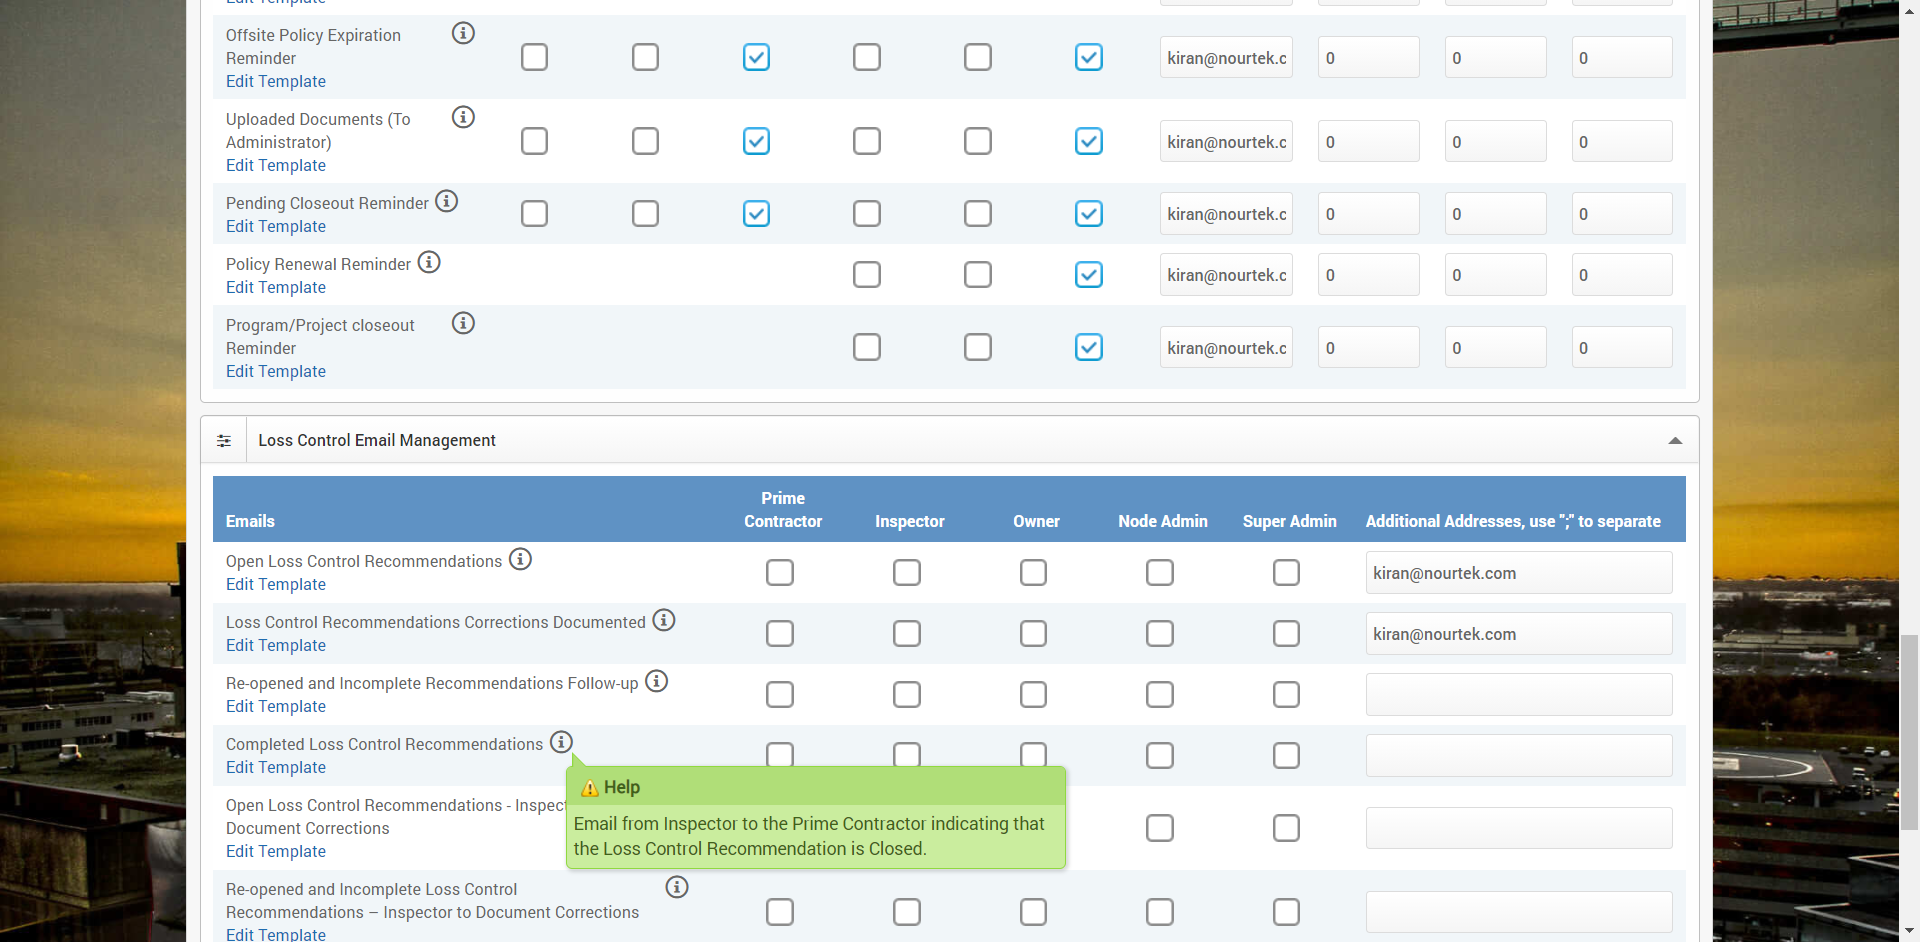 Edit Template
Offsite Policy Expiration
Reminder
Edit Template
kiran@nourtek.c
0
0
0
Uploaded Documents (To
Administrator)
Edit Template
kiran@nourtek.c
0
0
0
Pending Closeout Reminder
Edit Template
kiran@nourtek.c
0
0
0
Policy Renewal Reminder
Edit Template
kiran@nourtek.c
0
0
0
Program/Project closeout
Reminder
Edit Template
kiran@nourtek.c
0
0
0
Loss Control Email Management
Emails
Prime
Contractor
Inspector
Owner
Node Admin
Super Admin
Additional Addresses, use ";" to separate
Open Loss Control Recommendations
Edit Template
kiran@nourtek.com
Loss Control Recommendations Corrections Documented
Edit Template
kiran@nourtek.com
Re-opened and Incomplete Recommendations Follow-up
Edit Template
Completed Loss Control Recommendations
Edit Template
Help
Email from Inspector to the Prime Contractor indicating that
the Loss Control Recommendation is Closed.
Open Loss Control Recommendations - Inspect
Document Corrections
Edit Template
Re-opened and Incomplete Loss Control
Recommendations – Inspector to Document Corrections
Edit Template